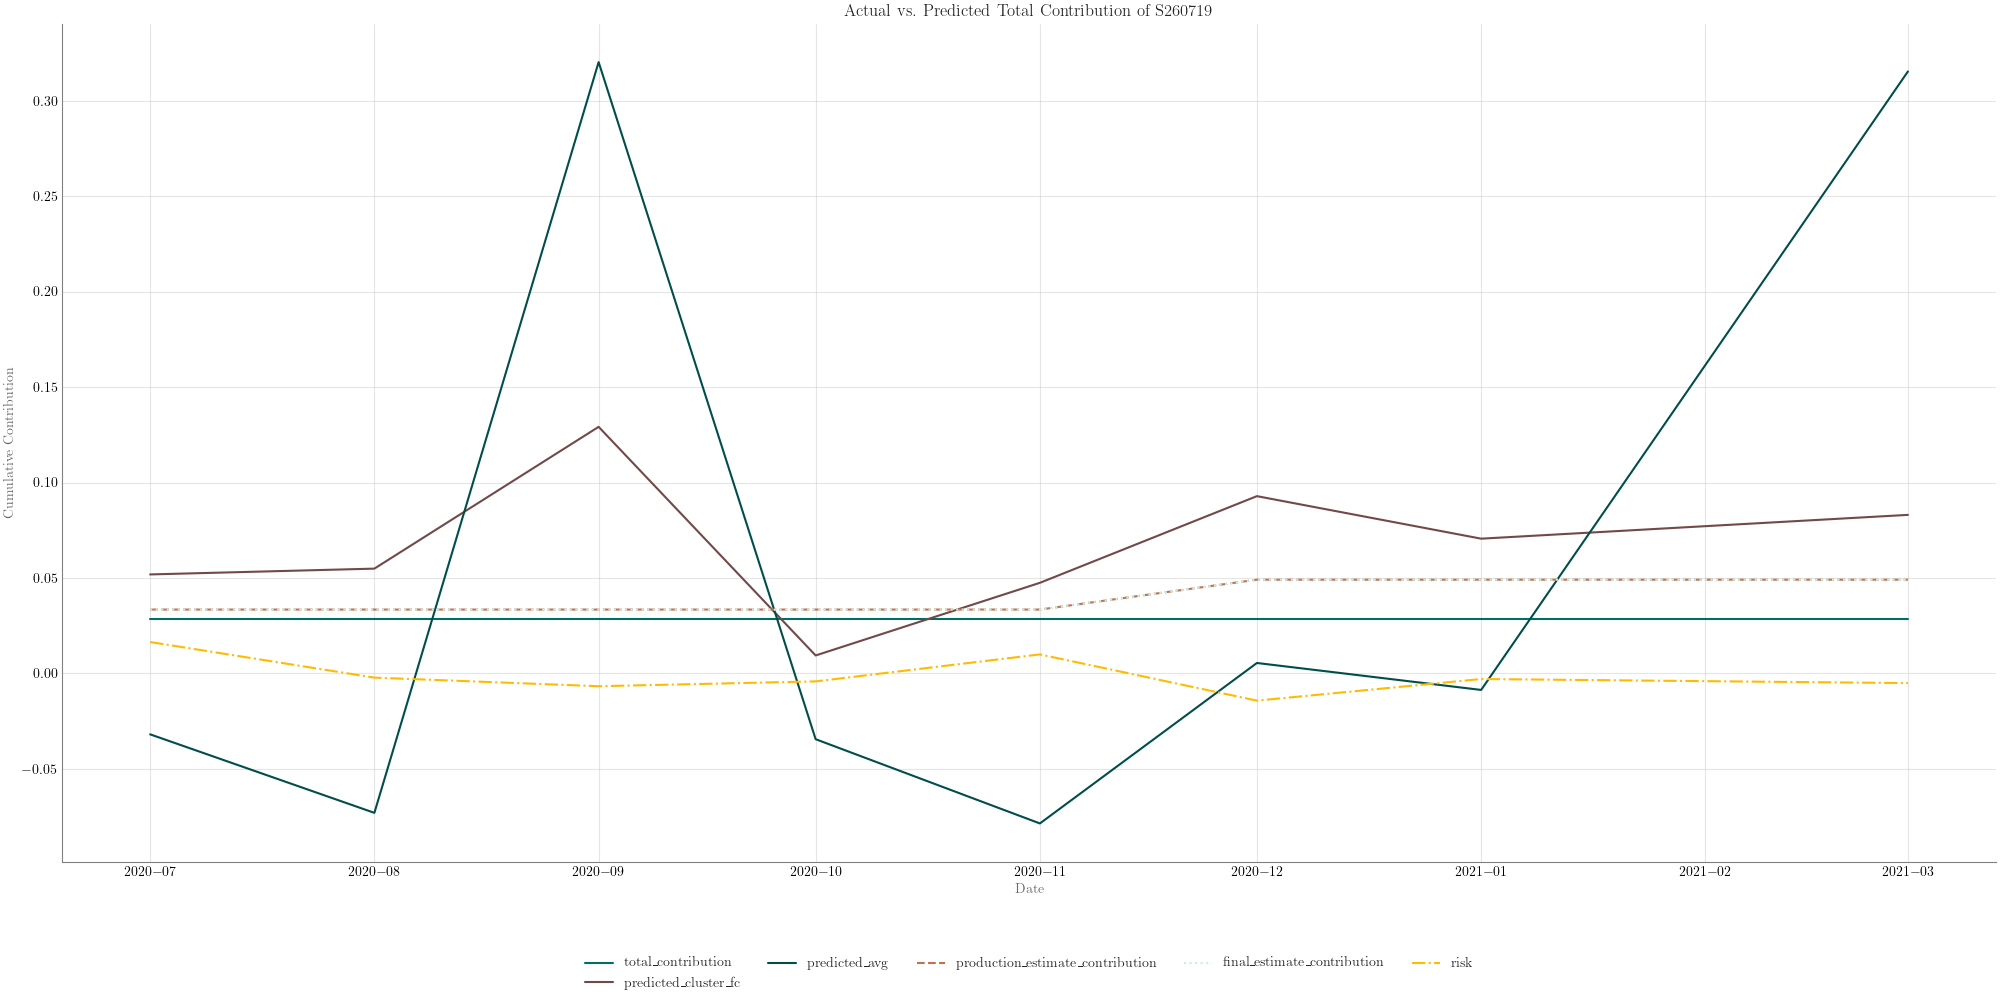 Actual vs. Predicted Total Contribution of S260719
Cumulative Contribution
0.30
0.25
0.20
0.15
0.10
0.05
0.00
−0.05
2020−07 2020−08 2020−09 2020−10 2020−11 2020−12 2021−01 2021−02 2021−03
Date
total_contribution predicted_avg production_estimate_contribution final_estimate_contribution risk
predicted_cluster_fc